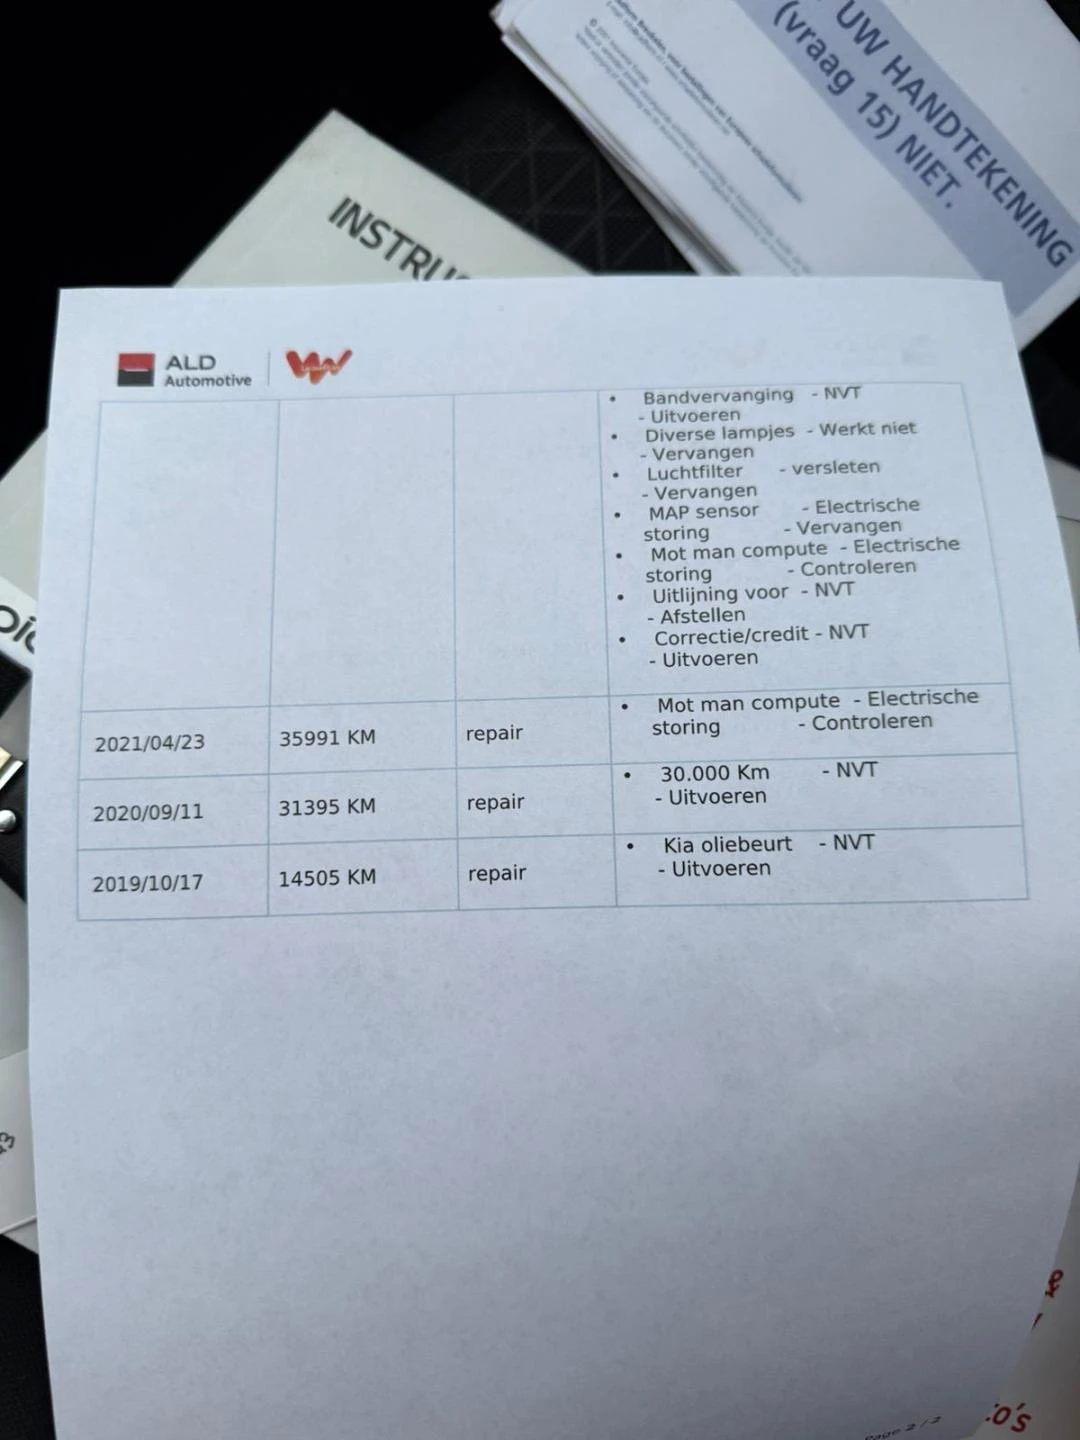 UW HANDTEKENING
(vraag 15) NIET.
ALD
Automotive
Bandvervanging - NVT
- Uitvoeren
Diverse lampjes - Werkt niet
- Vervangen
Luchtfilter - versleten
- Vervangen
MAP sensor - Electrische
storing - Vervangen
Mot man compute - Electrische
storing - Controleren
Uitlijning voor - NVT
- Afstellen
Correctie/credit - NVT
- Uitvoeren
2021/04/23 35991 KM repair
Mot man compute - Electrische
storing - Controleren
2020/09/11 31395 KM repair
30.000 Km - NVT
- Uitvoeren
2019/10/17 14505 KM repair
Kia oliebeurt - NVT
- Uitvoeren
Page 2 / 2